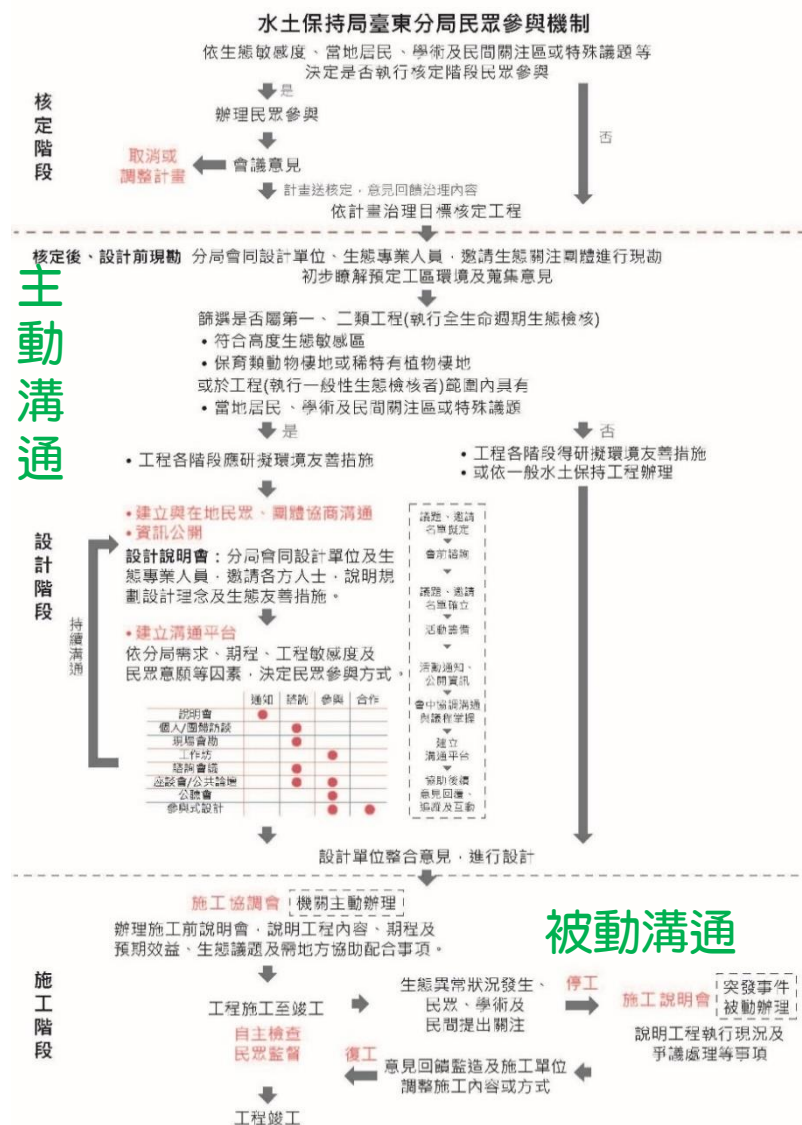 水土保持局臺東分局民眾參與機制
依生態敏感度、當地居民、學術及民間關注區或特殊議題等
決定是否執行核定階段民眾參與
核定階段
是
否
辦理民眾參與
取消或
調整計畫
會議意見
計畫送核定，意見回饋治理內容
依計畫治理目標核定工程
核定後、設計前現勘 分局會同設計單位、生態專業人員，邀請生態關注團體進行現勘
初步瞭解預定工區環境及蒐集意見
主動溝通
篩選是否屬第一、二類工程(執行全生命週期生態檢核)
•符合高度生態敏感區
•保育類動物棲地或稀特有植物棲地
或於工程(執行一般性生態檢核者)範圍內具有
•當地居民、學術及民間關注區或特殊議題
是
否
•工程各階段應研擬環境友善措施
•工程各階段得研擬環境友善措施
•或依一般水土保持工程辦理
設計階段
持續溝通
•建立與在地民眾、團體協商溝通
•資訊公開
設計說明會：分局會同設計單位及生
態專業人員，邀請各方人士，說明規
劃設計理念及生態友善措施。
•建立溝通平台
依分局需求、期程、工程敏感度及
民眾意願等因素，決定民眾參與方式。
通知 諮詢 參與 合作
說明會
個人/團體訪談
現場會勘
工作坊
諮詢會議
座談會/公共論壇
公聽會
參與式設計
議題、邀請
名單擬定
會前諮詢
議題、邀請
名單確立
活動籌備
活動通知、
公開資訊
會中協調溝通
與議程掌握
建立
溝通平台
協助後續
意見回應、
追蹤及互動
設計單位整合意見，進行設計
施工階段
施工協調會 機關主動辦理
辦理施工前說明會，說明工程內容、期程及
預期效益、生態議題及需地方協助配合事項。
被動溝通
工程施工至竣工
自主檢查
民眾監督
生態異常狀況發生、
民眾、學術及
民間提出關注
停工
施工說明會
突發事件
被動辦理
說明工程執行現況及
爭議處理等事項
復工
意見回饋監造及施工單位
調整施工內容或方式
工程竣工